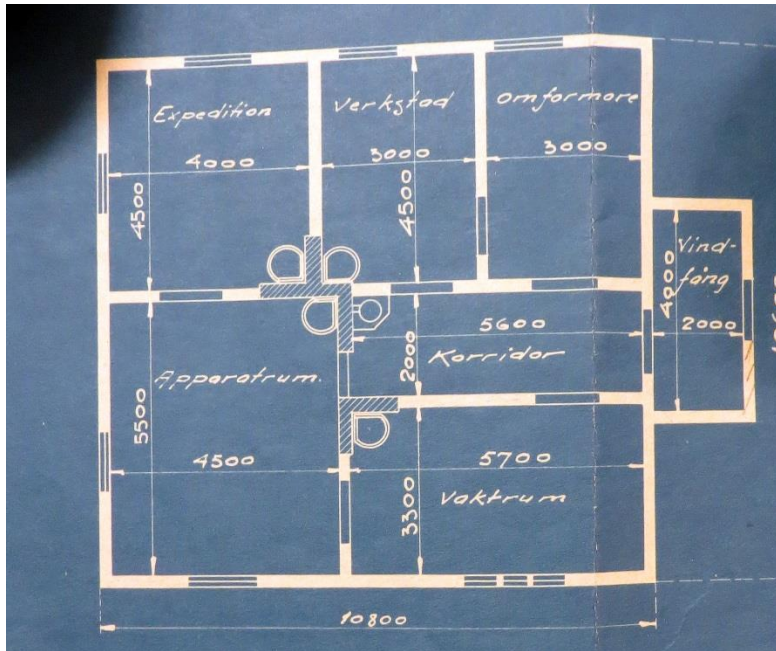 Expedition
Verkstad
Omformare
4000
3000
3000
4500
4500
Vind-
fång
4000
2000
5600
2000
Korridor
Apparatrum.
5500
4500
5700
3300
Vaktrum
10800